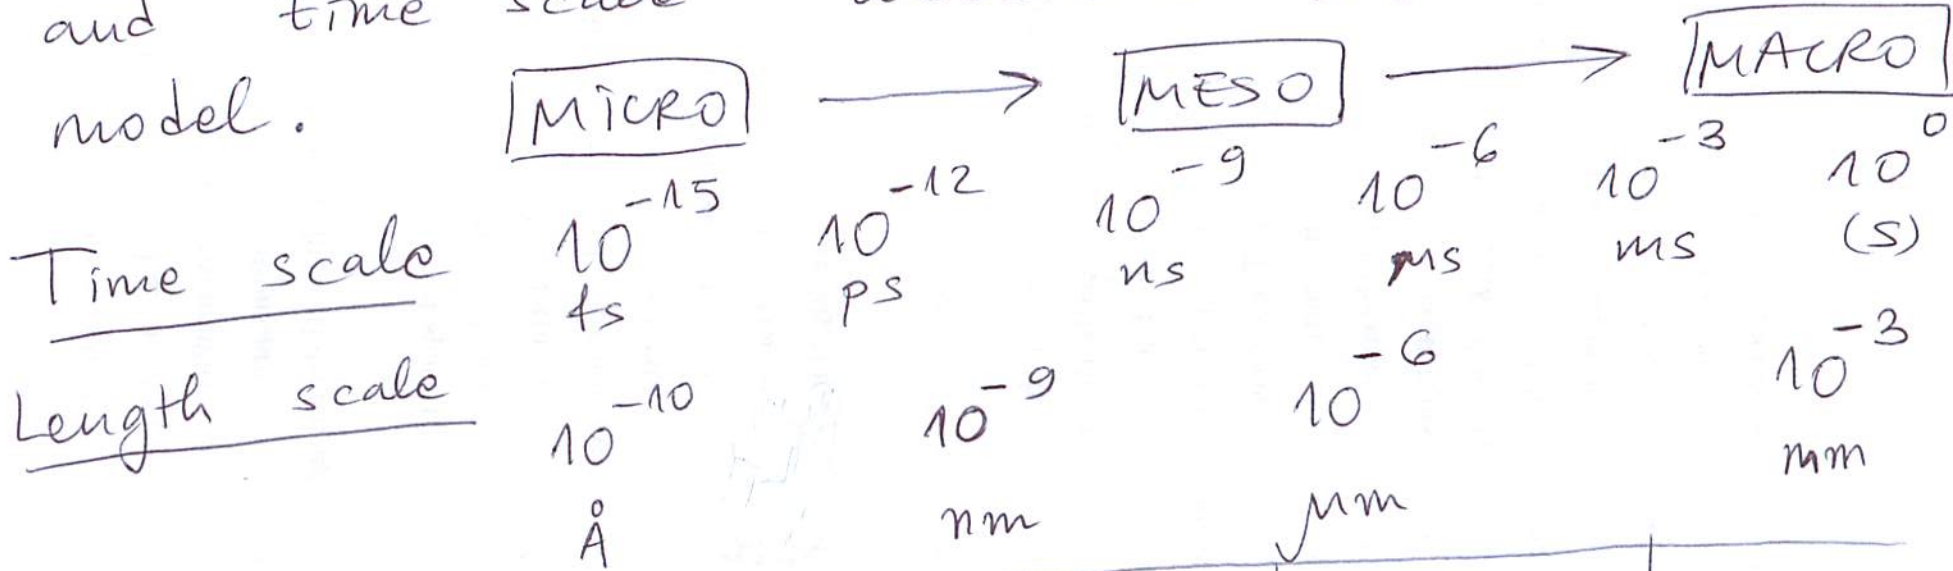 and time scale
model. MiCRO → MESO → MACRO
Time scale 10^-15 10^-12 10^-9 10^-6 10^-3 10^0
fs ps ns μs ms (s)
Length scale 10^-10 10^-9 10^-6 10^-3
Å nm μm mm